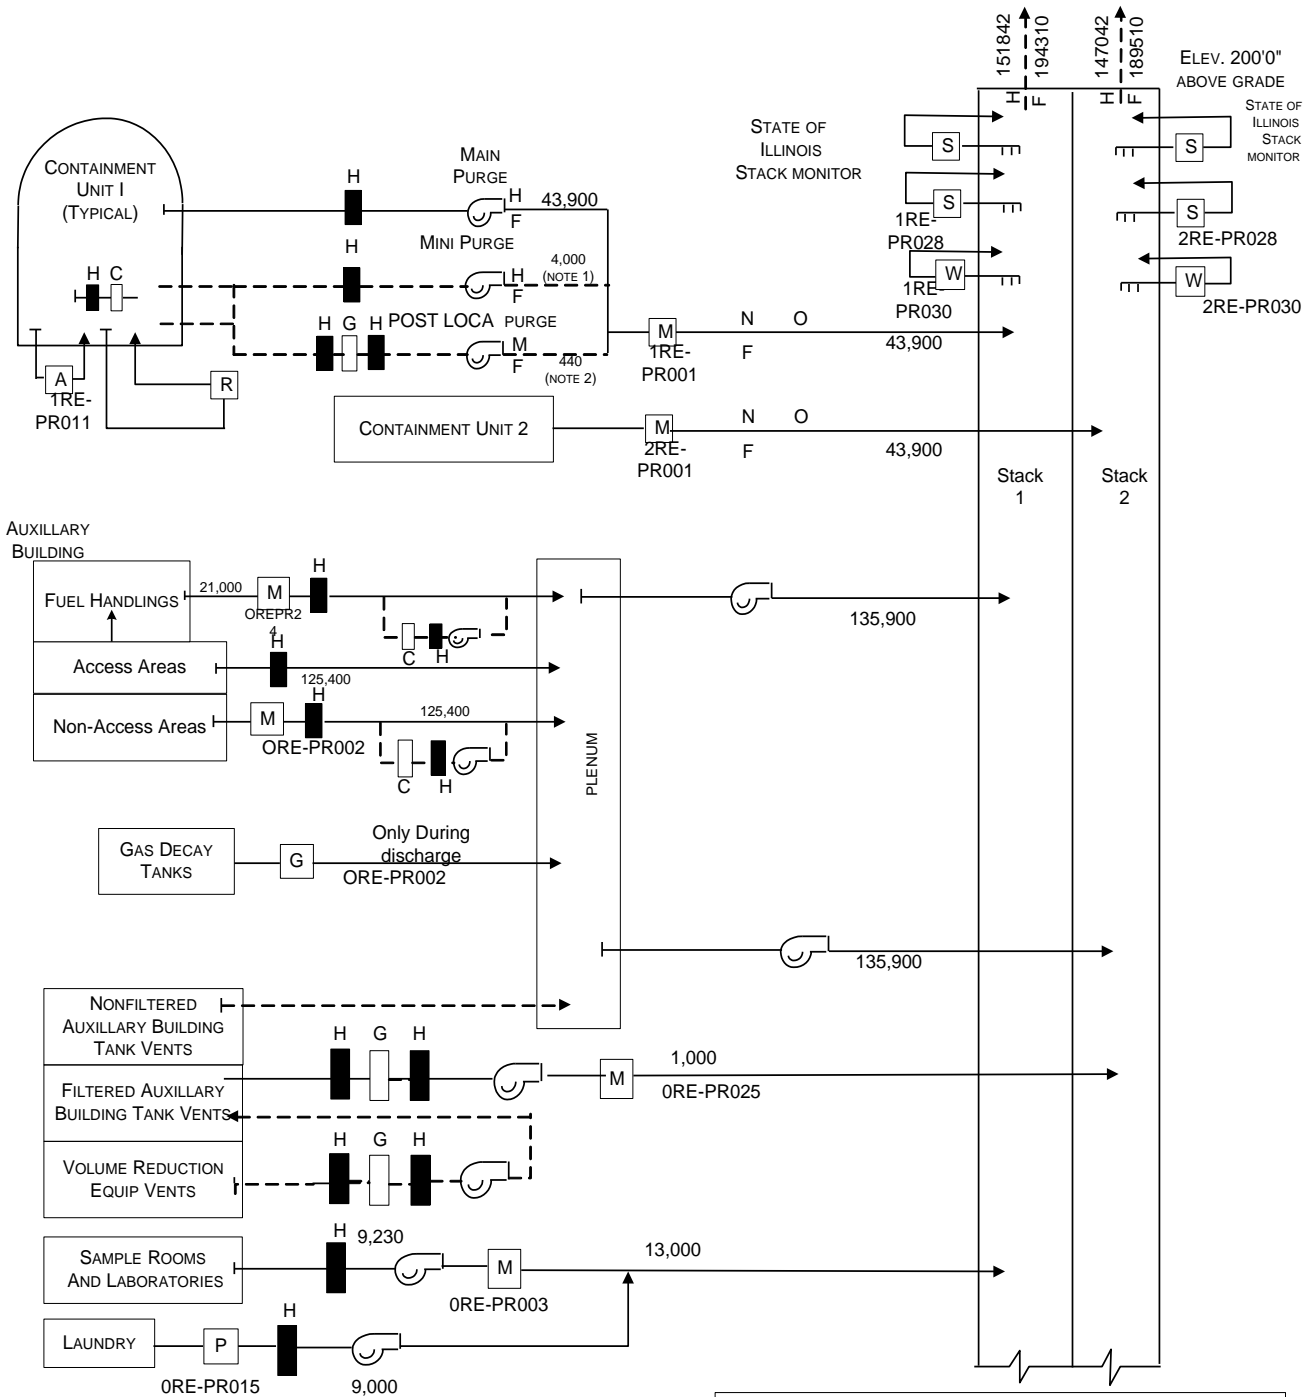 151842
194310
147042
189510
H
F
H
F
ELEV. 200'0"
ABOVE GRADE
STATE OF
ILLINOIS
STACK
MONITOR
STATE OF
ILLINOIS
STACK MONITOR
S
S
S
1RE-
PR028
S
2RE-PR028
W
1RE-
PR030
W
2RE-PR030
CONTAINMENT
UNIT I
(TYPICAL)
H C
A
1RE-
PR011
R
H
MAIN
PURGE
H
F
43,900
H
MINI PURGE
H
F
4,000
(NOTE 1)
H G H
POST LOCA PURGE
M
F
440
(NOTE 2)
M
1RE-
PR001
N O
F
43,900
CONTAINMENT UNIT 2
M
2RE-
PR001
N O
F
43,900
Stack
1
Stack
2
AUXILLARY
BUILDING
FUEL HANDLINGS
21,000
M
OREPR2
4
H
C
H
135,900
Access Areas
H
125,400
Non-Access Areas
M
ORE-PR002
H
125,400
C
H
PLENUM
GAS DECAY
TANKS
G
Only During
discharge
ORE-PR002
135,900
NONFILTERED
AUXILLARY BUILDING
TANK VENTS
FILTERED AUXILLARY
BUILDING TANK VENTS
H G H
M
1,000
0RE-PR025
VOLUME REDUCTION
EQUIP VENTS
H G H
SAMPLE ROOMS
AND LABORATORIES
H
9,230
M
0RE-PR003
13,000
LAUNDRY
P
0RE-PR015
H
9,000